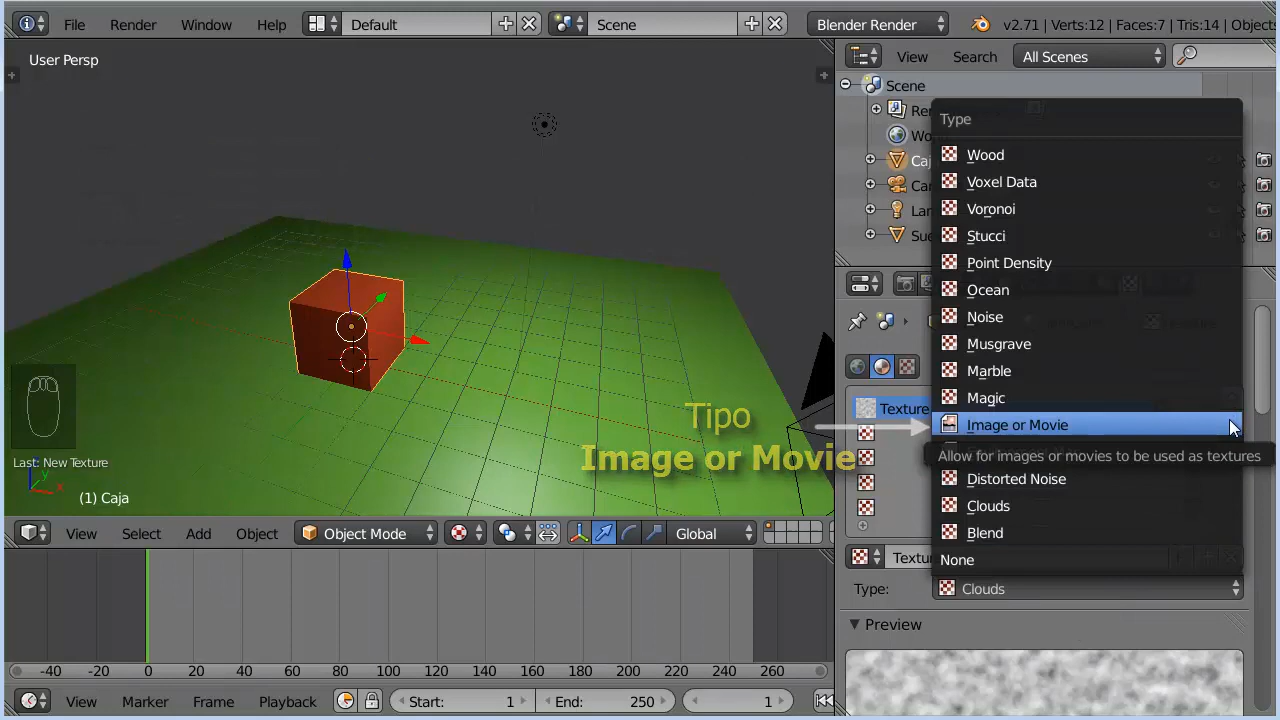 File Render Window Help Default Scene Blender Render v2.71 | Verts:12 | Faces:7 | Tris:14 | Objects
User Persp
View Search All Scenes
Scene
Type
Wood
Voxel Data
Voronoi
Stucci
Point Density
Ocean
Noise
Musgrave
Marble
Magic
Image or Movie
Allow for images or movies to be used as textures
Distorted Noise
Clouds
Blend
None
Texture
Tipo
Image or Movie
Last: New Texture
z
x
(1) Caja
View Select Add Object Object Mode Global
Type: Clouds
Preview
-40 -20 0 20 40 60 80 100 120 140 160 180 200 220 240 260
View Marker Frame Playback Start: 1 End: 250 1